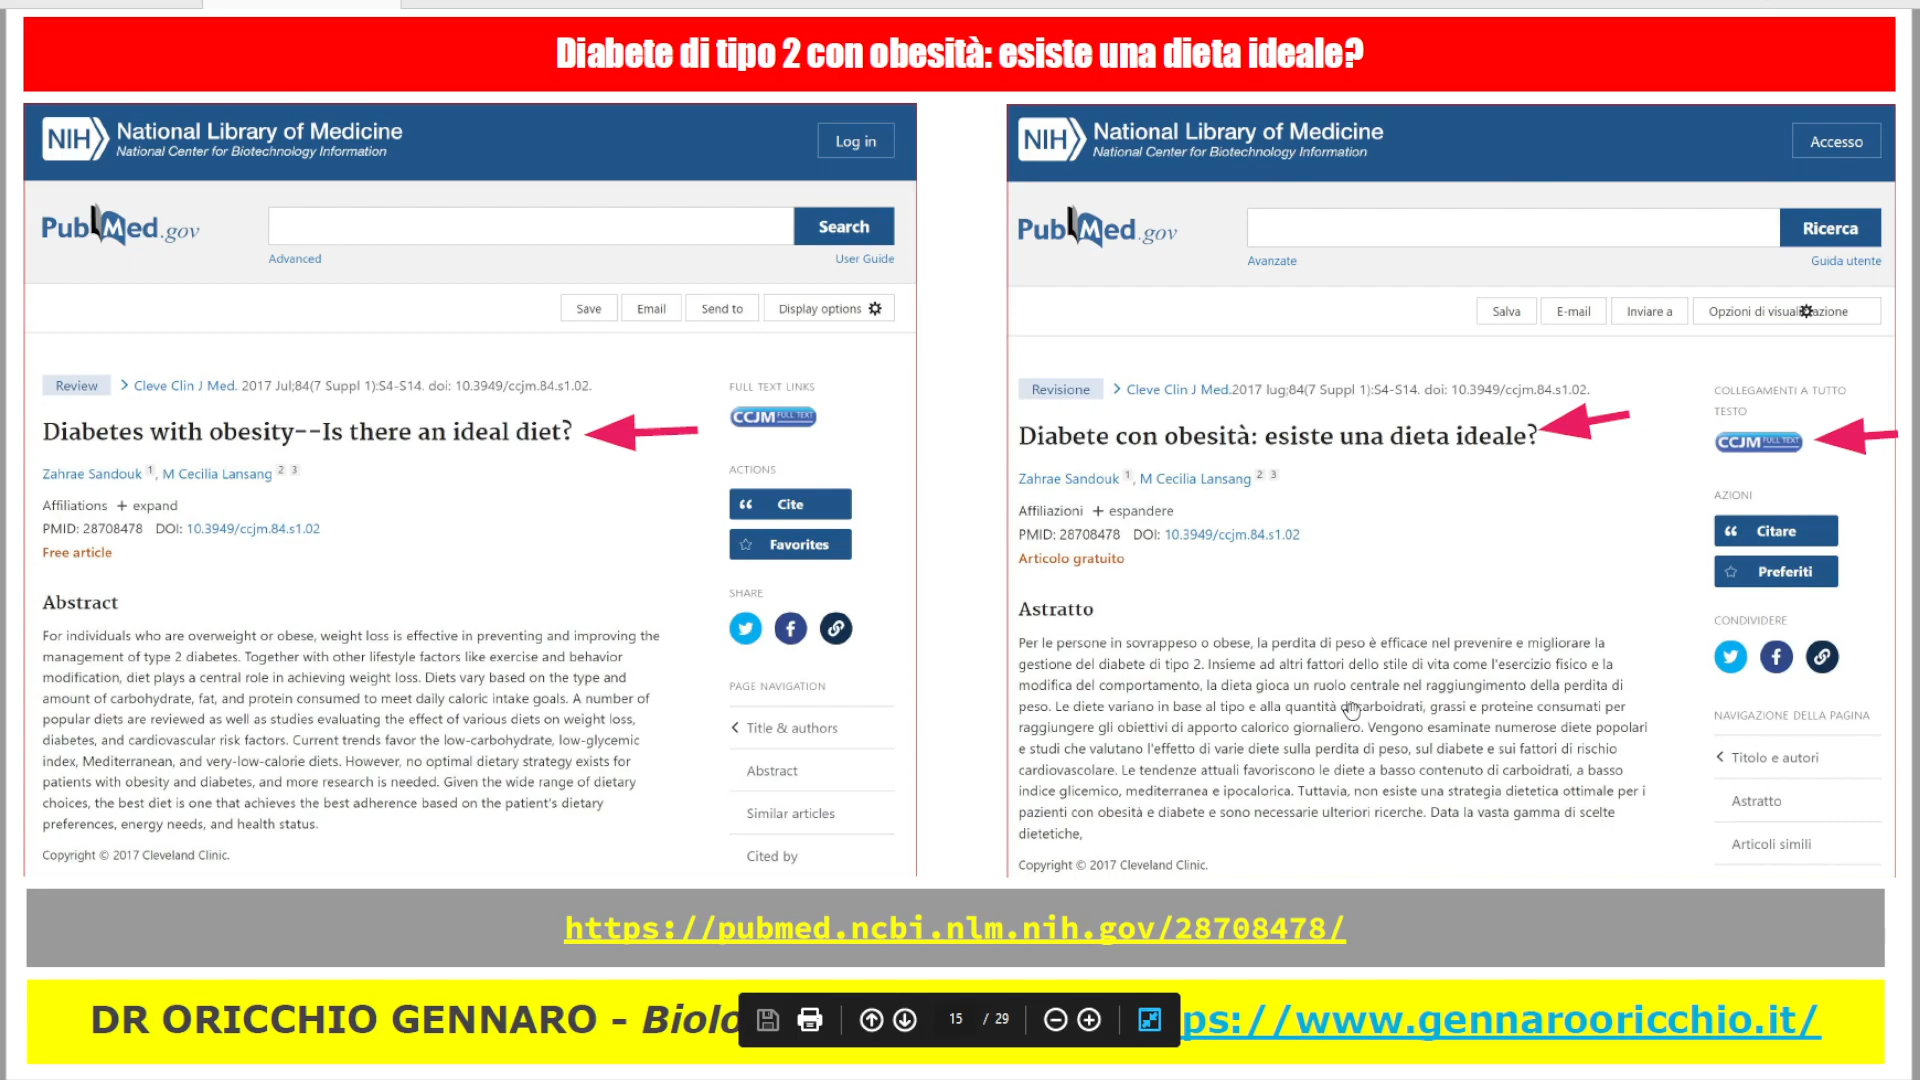 Diabete di tipo 2 con obesità: esiste una dieta ideale?
NIH National Library of Medicine
National Center for Biotechnology Information
Log in
PubMed.gov
Search
Advanced
User Guide
Save
Email
Send to
Display options
Review
Cleve Clin J Med. 2017 Jul;84(7 Suppl 1):S4-S14. doi: 10.3949/ccjm.84.s1.02.
Diabetes with obesity--Is there an ideal diet?
Zahrae Sandouk 1, M Cecilia Lansang 2 3
Affiliations + expand
PMID: 28708478 DOI: 10.3949/ccjm.84.s1.02
Free article
Abstract
For individuals who are overweight or obese, weight loss is effective in preventing and improving the
management of type 2 diabetes. Together with other lifestyle factors like exercise and behavior
modification, diet plays a central role in achieving weight loss. Diets vary based on the type and
amount of carbohydrate, fat, and protein consumed to meet daily caloric intake goals. A number of
popular diets are reviewed as well as studies evaluating the effect of various diets on weight loss,
diabetes, and cardiovascular risk factors. Current trends favor the low-carbohydrate, low-glycemic
index, Mediterranean, and very-low-calorie diets. However, no optimal dietary strategy exists for
patients with obesity and diabetes, and more research is needed. Given the wide range of dietary
choices, the best diet is one that achieves the best adherence based on the patient's dietary
preferences, energy needs, and health status.
Copyright © 2017 Cleveland Clinic.
FULL TEXT LINKS
CCJM FULL TEXT
ACTIONS
Cite
Favorites
SHARE
PAGE NAVIGATION
Title & authors
Abstract
Similar articles
Cited by
NIH National Library of Medicine
National Center for Biotechnology Information
Accesso
PubMed.gov
Ricerca
Avanzate
Guida utente
Salva
E-mail
Inviare a
Opzioni di visualizzazione
Revisione
Cleve Clin J Med.2017 lug;84(7 Suppl 1):S4-S14. doi: 10.3949/ccjm.84.s1.02.
Diabete con obesità: esiste una dieta ideale?
Zahrae Sandouk 1, M Cecilia Lansang 2 3
Affiliazioni + espandere
PMID: 28708478 DOI: 10.3949/ccjm.84.s1.02
Articolo gratuito
Astratto
Per le persone in sovrappeso o obese, la perdita di peso è efficace nel prevenire e migliorare la
gestione del diabete di tipo 2. Insieme ad altri fattori dello stile di vita come l'esercizio fisico e la
modifica del comportamento, la dieta gioca un ruolo centrale nel raggiungimento della perdita di
peso. Le diete variano in base al tipo e alla quantità di carboidrati, grassi e proteine consumati per
raggiungere gli obiettivi di apporto calorico giornaliero. Vengono esaminate numerose diete popolari
e studi che valutano l'effetto di varie diete sulla perdita di peso, sul diabete e sui fattori di rischio
cardiovascolare. Le tendenze attuali favoriscono le diete a basso contenuto di carboidrati, a basso
indice glicemico, mediterranea e ipocalorica. Tuttavia, non esiste una strategia dietetica ottimale per i
pazienti con obesità e diabete e sono necessarie ulteriori ricerche. Data la vasta gamma di scelte
dietetiche,
Copyright © 2017 Cleveland Clinic.
COLLEGAMENTI A TUTTO
TESTO
CCJM FULL TEXT
AZIONI
Citare
Preferiti
CONDIVIDERE
NAVIGAZIONE DELLA PAGINA
Titolo e autori
Astratto
Articoli simili
https://pubmed.ncbi.nlm.nih.gov/28708478/
DR ORICCHIO GENNARO - Biolo
ps://www.gennarooricchio.it/
15 / 29